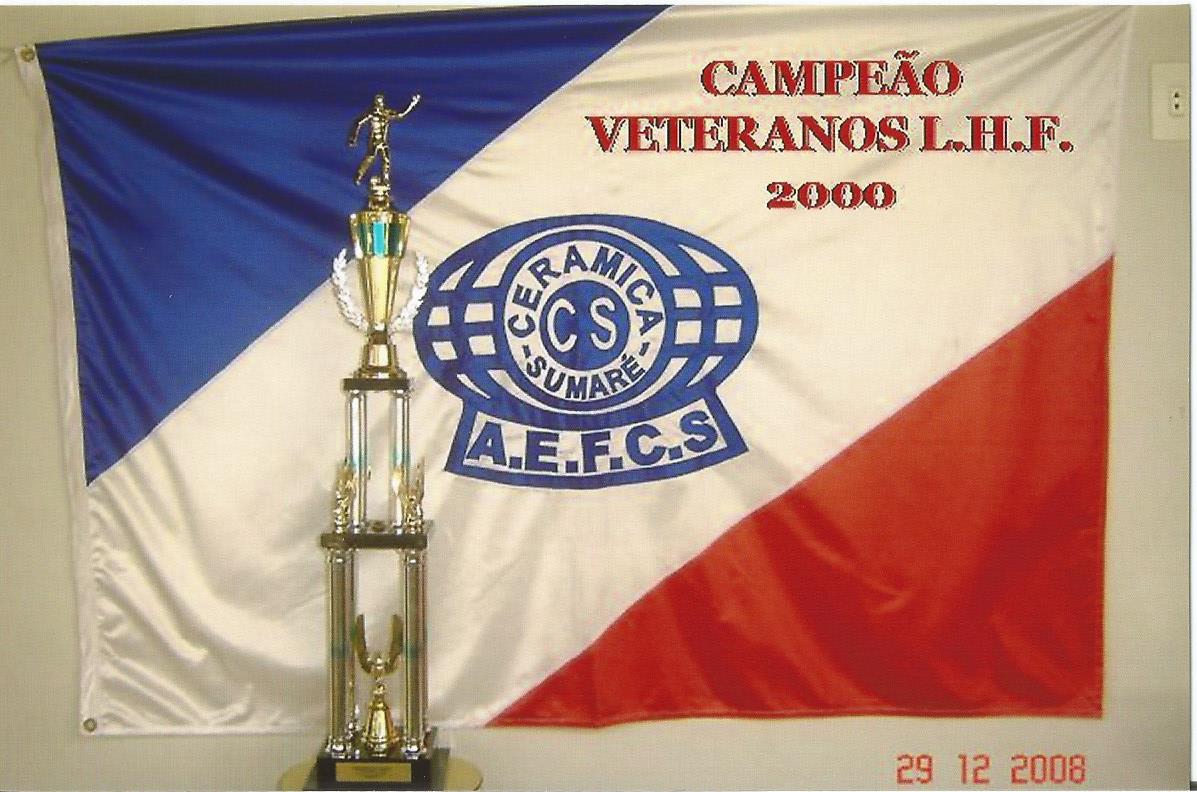 CAMPEÃO
VETERANOS L.H.F.
2000
CERAMICA
CS
- SUMARÉ -
A.E.F.C.S
29 12 2008